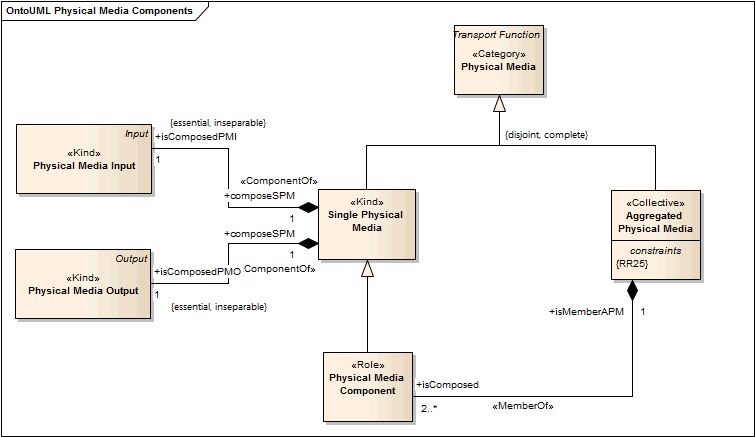 OntoUML Physical Media Components
Transport Function
«Category»
Physical Media
{disjoint, complete}
{essential, inseparable}
Input
«Kind»
Physical Media Input
+isComposedPMI
1
«ComponentOf»
+composeSPM
1
«Kind»
Single Physical
Media
«Collective»
Aggregated
Physical Media
constraints
{RR25}
+composeSPM
1
ComponentOf»
Output
«Kind»
Physical Media Output
+isComposedPMO
1
{essential, inseparable}
+isMemberAPM
1
«Role»
Physical Media
Component
+isComposed
2..*
«MemberOf»